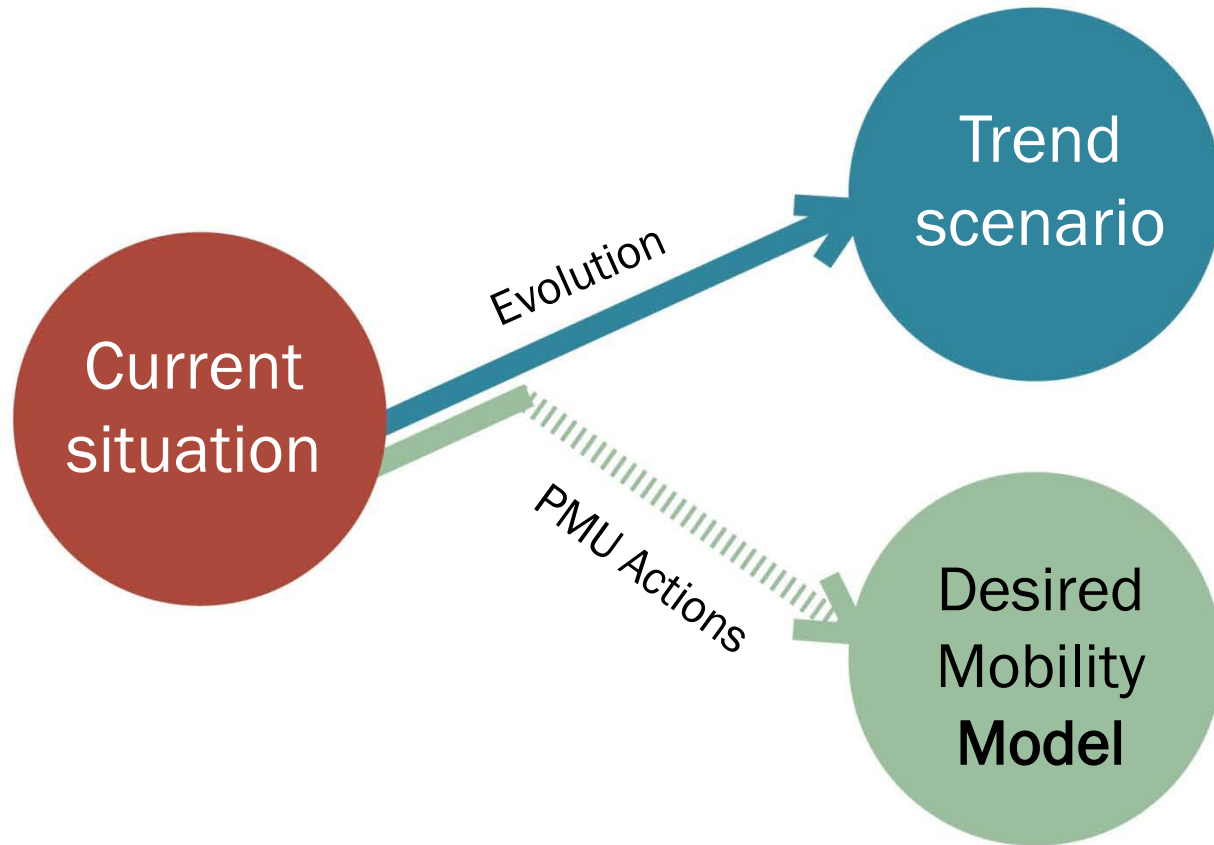 Current
situation
Evolution
Trend
scenario
PMU Actions
Desired
Mobility
Model